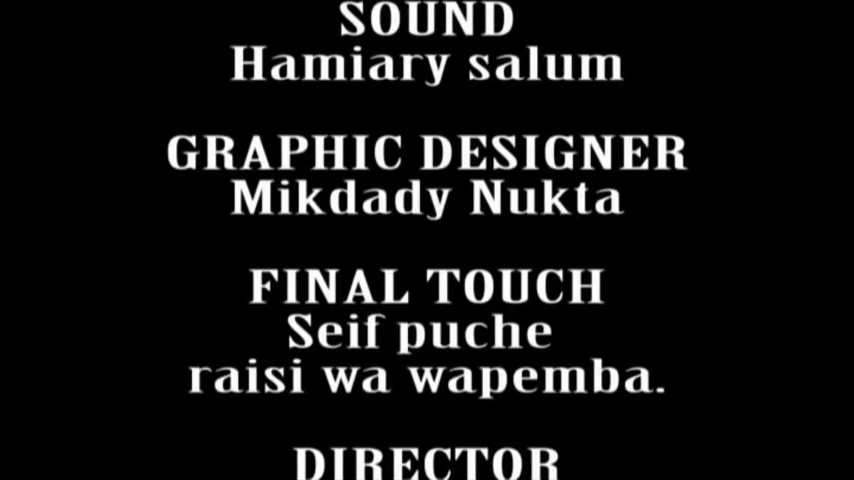 SOUND
Hamiary salum
GRAPHIC DESIGNER
Mikdady Nukta
FINAL TOUCH
Seif puche
raisi wa wapemba.
DIRECTOR